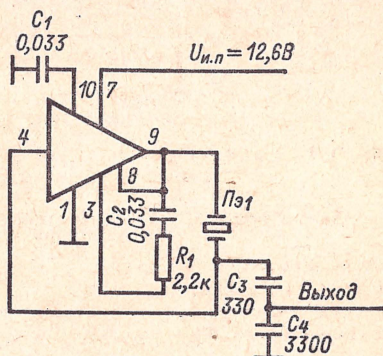 C1
0,033
Uи.п = 12,6В
10 7
4
9
8
1 3
C2
0,033
Пэ1
R1
2,2к
C3
330
Выход
C4
3300